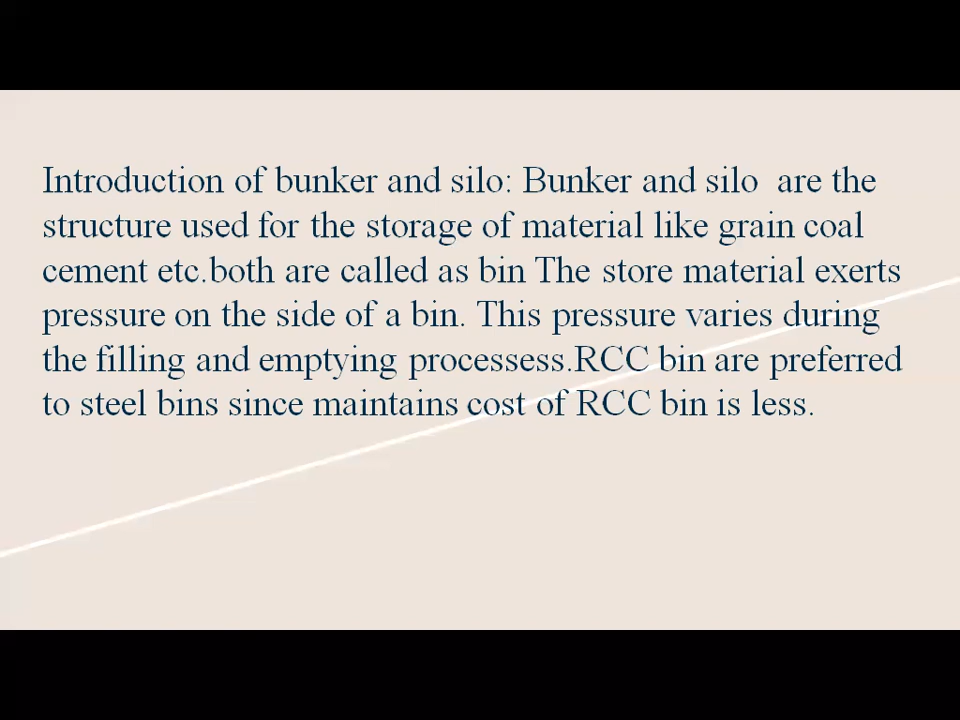 Introduction of bunker and silo: Bunker and silo  are the
structure used for the storage of material like grain coal
cement etc.both are called as bin The store material exerts
pressure on the side of a bin. This pressure varies during
the filling and emptying processess.RCC bin are preferred
to steel bins since maintains cost of RCC bin is less.